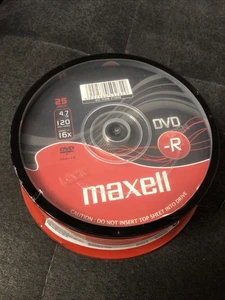 25
4.7
120
16x
DVD
-R
maxell
CAUTION: DO NOT INSERT TOP SHEET INTO DRIVE